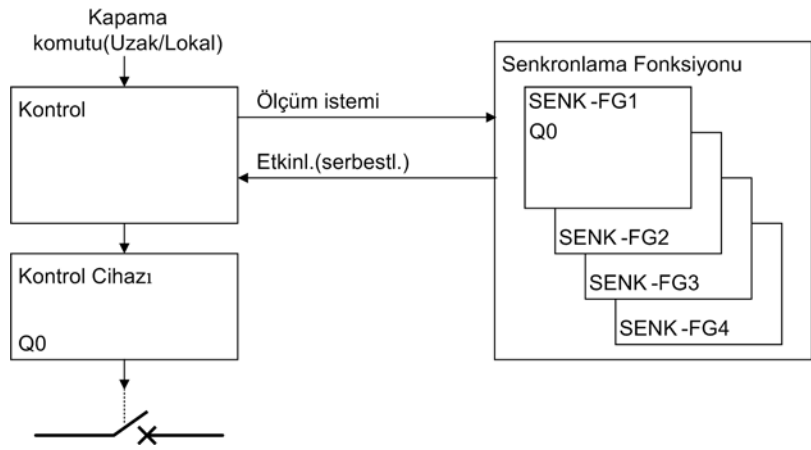 Kapama
komutu(Uzak/Lokal)
Kontrol
Ölçüm istemi
Etkinl.(serbestl.)
Kontrol Cihazı
Q0
Senkronlama Fonksiyonu
SENK -FG1
Q0
SENK -FG2
SENK -FG3
SENK -FG4